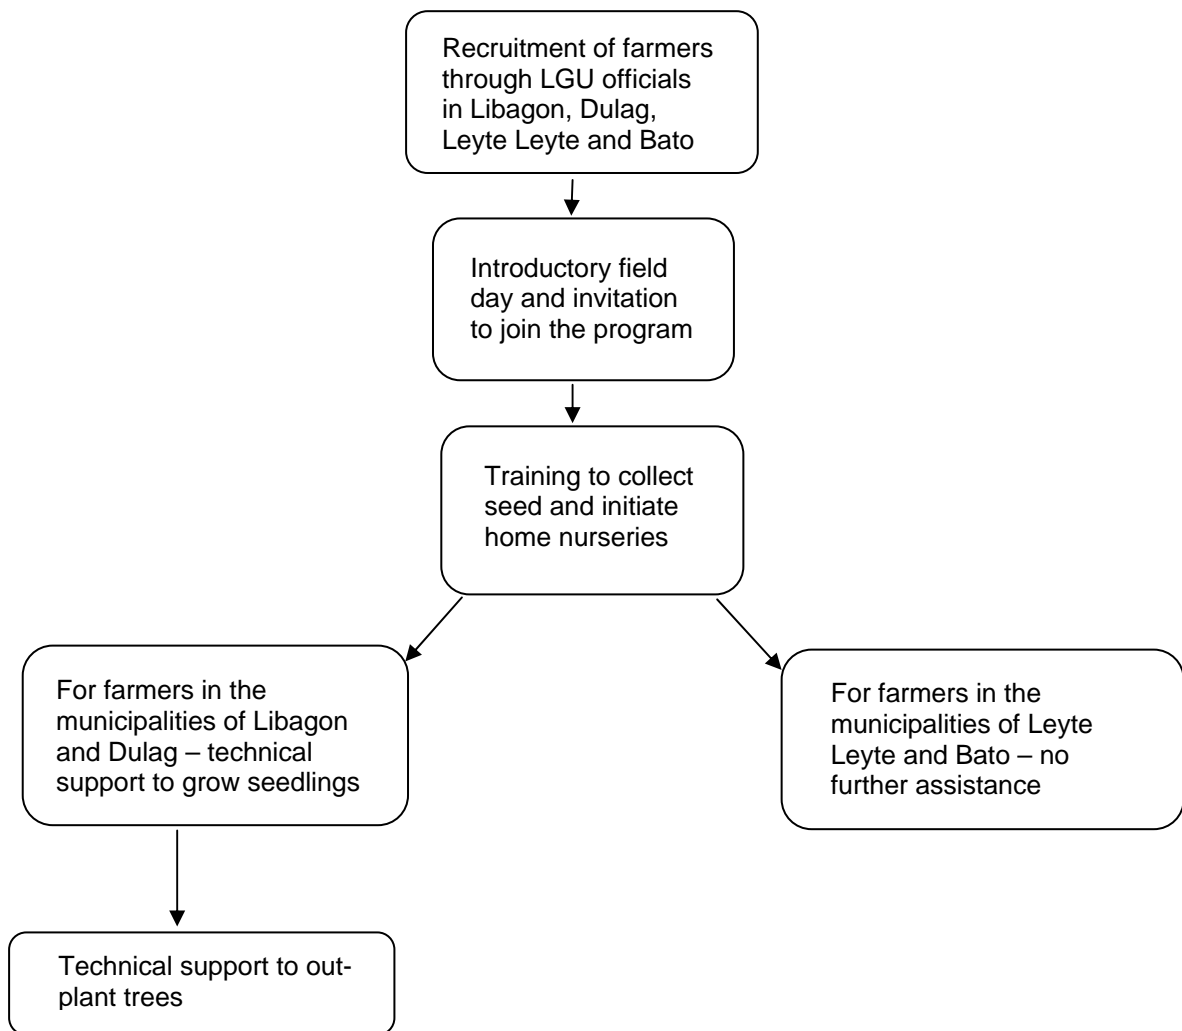 Recruitment of farmers
through LGU officials
in Libagon, Dulag,
Leyte Leyte and Bato
Introductory field
day and invitation
to join the program
Training to collect
seed and initiate
home nurseries
For farmers in the
municipalities of Libagon
and Dulag – technical
support to grow seedlings
For farmers in the
municipalities of Leyte
Leyte and Bato – no
further assistance
Technical support to out-
plant trees